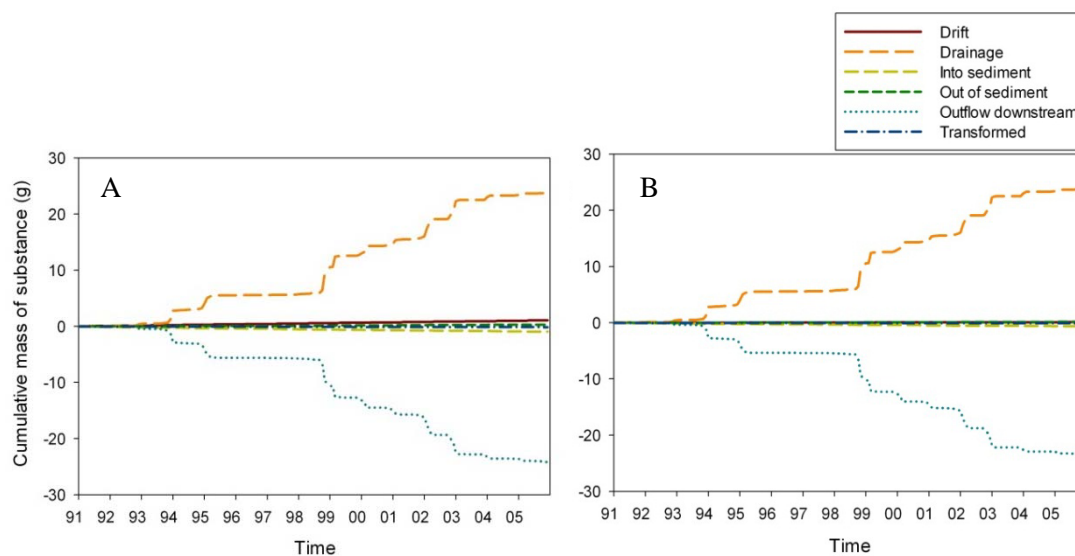 Drift
Drainage
Into sediment
Out of sediment
Outflow downstream
Transformed
A
30
20
10
0
-10
-20
-30
Cumulative mass of substance (g)
91 92 93 94 95 96 97 98 99 00 01 02 03 04 05
Time
B
30
20
10
0
-10
-20
-30
91 92 93 94 95 96 97 98 99 00 01 02 03 04 05
Time